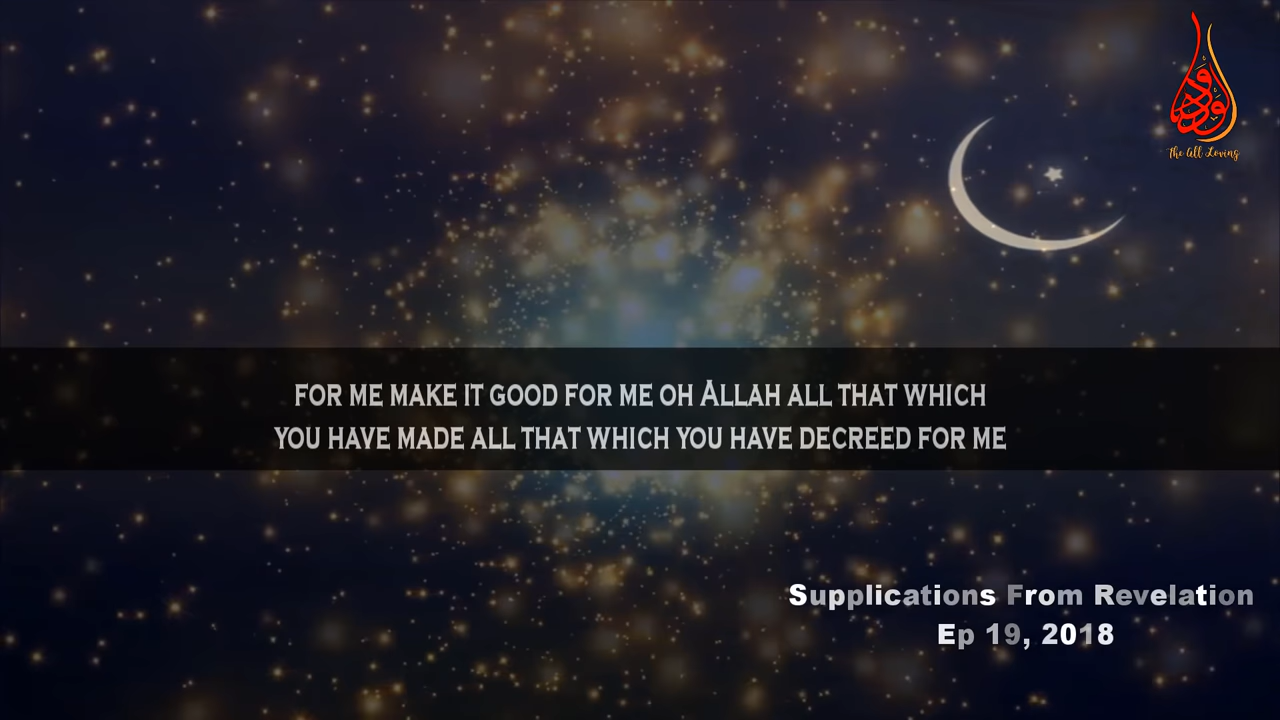 الودود
The All Loving
FOR ME MAKE IT GOOD FOR ME OH ALLAH ALL THAT WHICH
YOU HAVE MADE ALL THAT WHICH YOU HAVE DECREED FOR ME
Supplications From Revelation
Ep 19, 2018